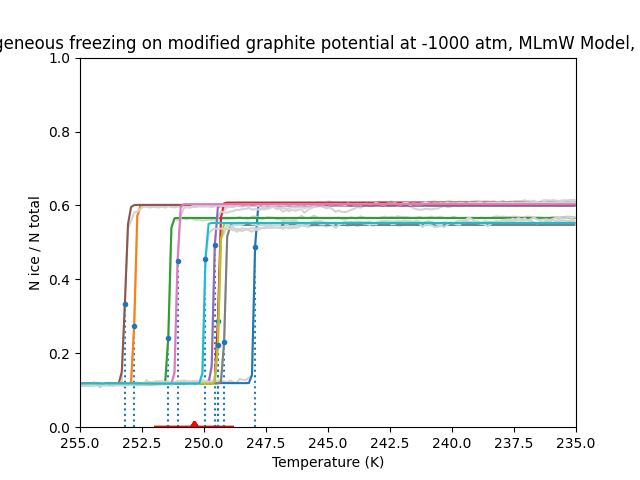 geneous freezing on modified graphite potential at -1000 atm, MLmW Model,
1.0
0.8
0.6
0.4
0.2
0.0
N ice / N total
255.0 252.5 250.0 247.5 245.0 242.5 240.0 237.5 235.0
Temperature (K)